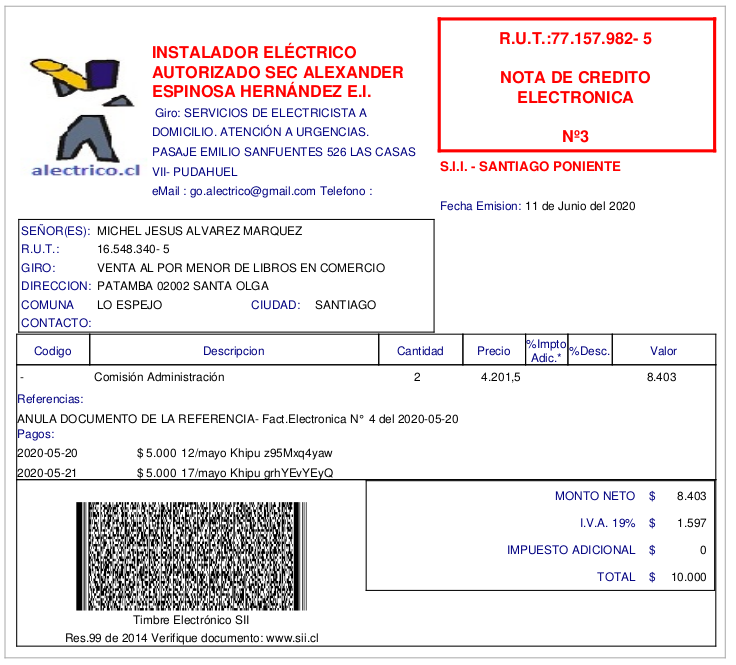 INSTALADOR ELÉCTRICO
AUTORIZADO SEC ALEXANDER
ESPINOSA HERNÁNDEZ E.I.
Giro: SERVICIOS DE ELECTRICISTA A
DOMICILIO. ATENCIÓN A URGENCIAS.
PASAJE EMILIO SANFUENTES 526 LAS CASAS
VII- PUDAHUEL
eMail : go.alectrico@gmail.com Telefono :
alectrico.cl
R.U.T.:77.157.982- 5
NOTA DE CREDITO
ELECTRONICA
Nº3
S.I.I. - SANTIAGO PONIENTE
Fecha Emision: 11 de Junio del 2020
SEÑOR(ES): MICHEL JESUS ALVAREZ MARQUEZ
R.U.T.: 16.548.340- 5
GIRO: VENTA AL POR MENOR DE LIBROS EN COMERCIO
DIRECCION: PATAMBA 02002 SANTA OLGA
COMUNA LO ESPEJO CIUDAD: SANTIAGO
CONTACTO:
Codigo Descripcion Cantidad Precio %Impto Adic.* %Desc. Valor
- Comisión Administración 2 4.201,5 8.403
Referencias:
ANULA DOCUMENTO DE LA REFERENCIA- Fact.Electronica N° 4 del 2020-05-20
Pagos:
2020-05-20 $ 5.000 12/mayo Khipu z95Mxq4yaw
2020-05-21 $ 5.000 17/mayo Khipu grhYEvYEyQ
MONTO NETO $ 8.403
I.V.A. 19% $ 1.597
IMPUESTO ADICIONAL $ 0
TOTAL $ 10.000
Timbre Electrónico SII
Res.99 de 2014 Verifique documento: www.sii.cl